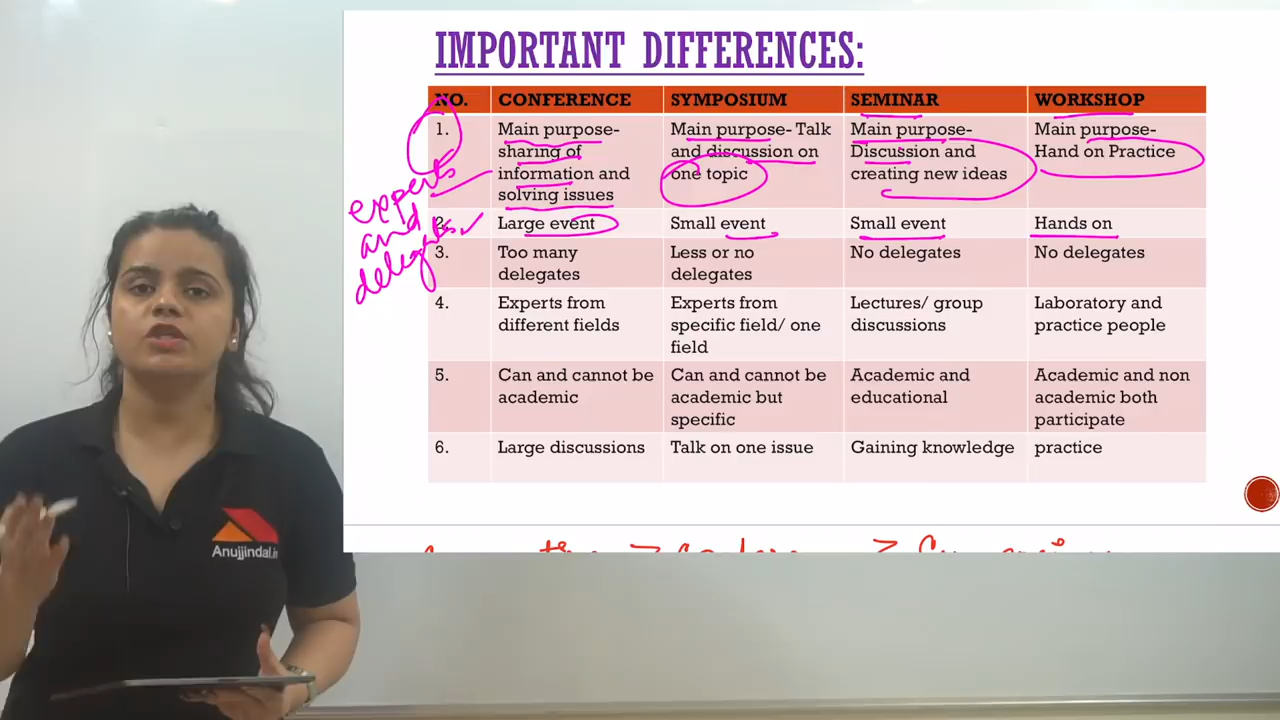 IMPORTANT DIFFERENCES:
NO. CONFERENCE SYMPOSIUM SEMINAR WORKSHOP
1. Main purpose- sharing of information and solving issues Main purpose- Talk and discussion on one topic Main purpose- Discussion and creating new ideas Main purpose- Hand on Practice
2. Large event Small event Small event Hands on
3. Too many delegates Less or no delegates No delegates No delegates
4. Experts from different fields Experts from specific field/ one field Lectures/ group discussions Laboratory and practice people
5. Can and cannot be academic Can and cannot be academic but specific Academic and educational Academic and non academic both participate
6. Large discussions Talk on one issue Gaining knowledge practice
experts
and
delegates
Anujjindal.in